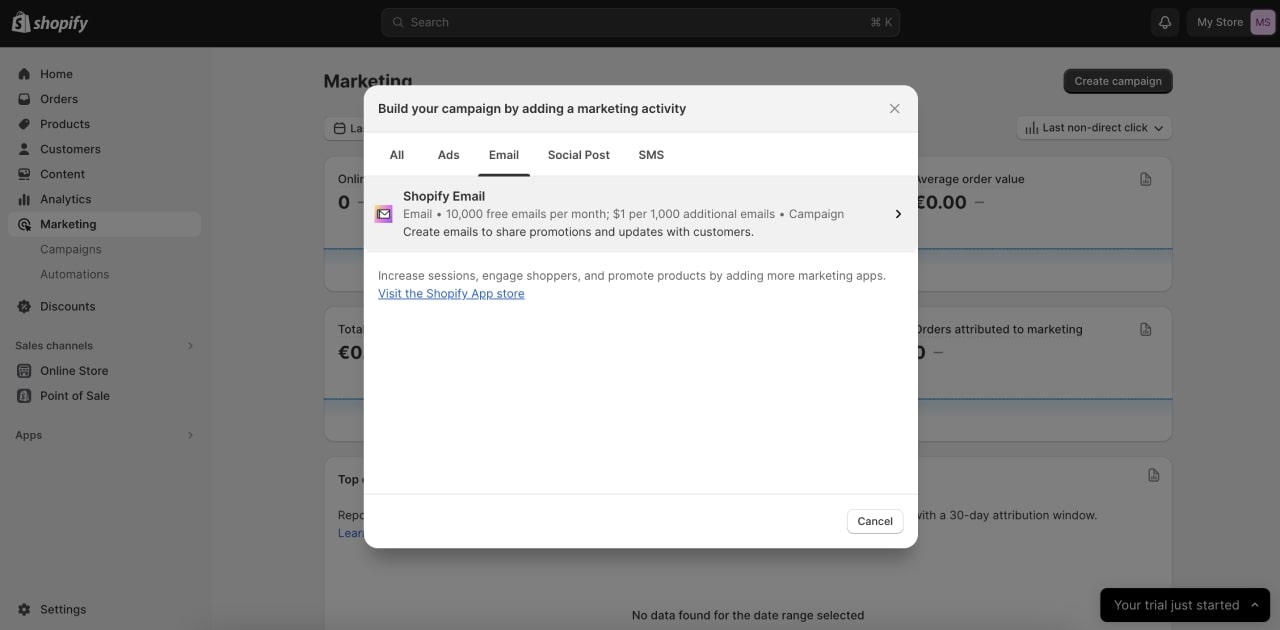 shopify
Search
⌘ K
My Store
MS
Home
Orders
Products
Customers
Content
Analytics
Marketing
Campaigns
Automations
Discounts
Sales channels
Online Store
Point of Sale
Apps
Settings
Marketing
Create campaign
Last non-direct click
0 –
Average order value
€0.00 –
Orders attributed to marketing
0 –
Top
with a 30-day attribution window.
No data found for the date range selected
Build your campaign by adding a marketing activity
All
Ads
Email
Social Post
SMS
Shopify Email
Email • 10,000 free emails per month; $1 per 1,000 additional emails • Campaign
Create emails to share promotions and updates with customers.
Increase sessions, engage shoppers, and promote products by adding more marketing apps.
Visit the Shopify App store
Cancel
Your trial just started